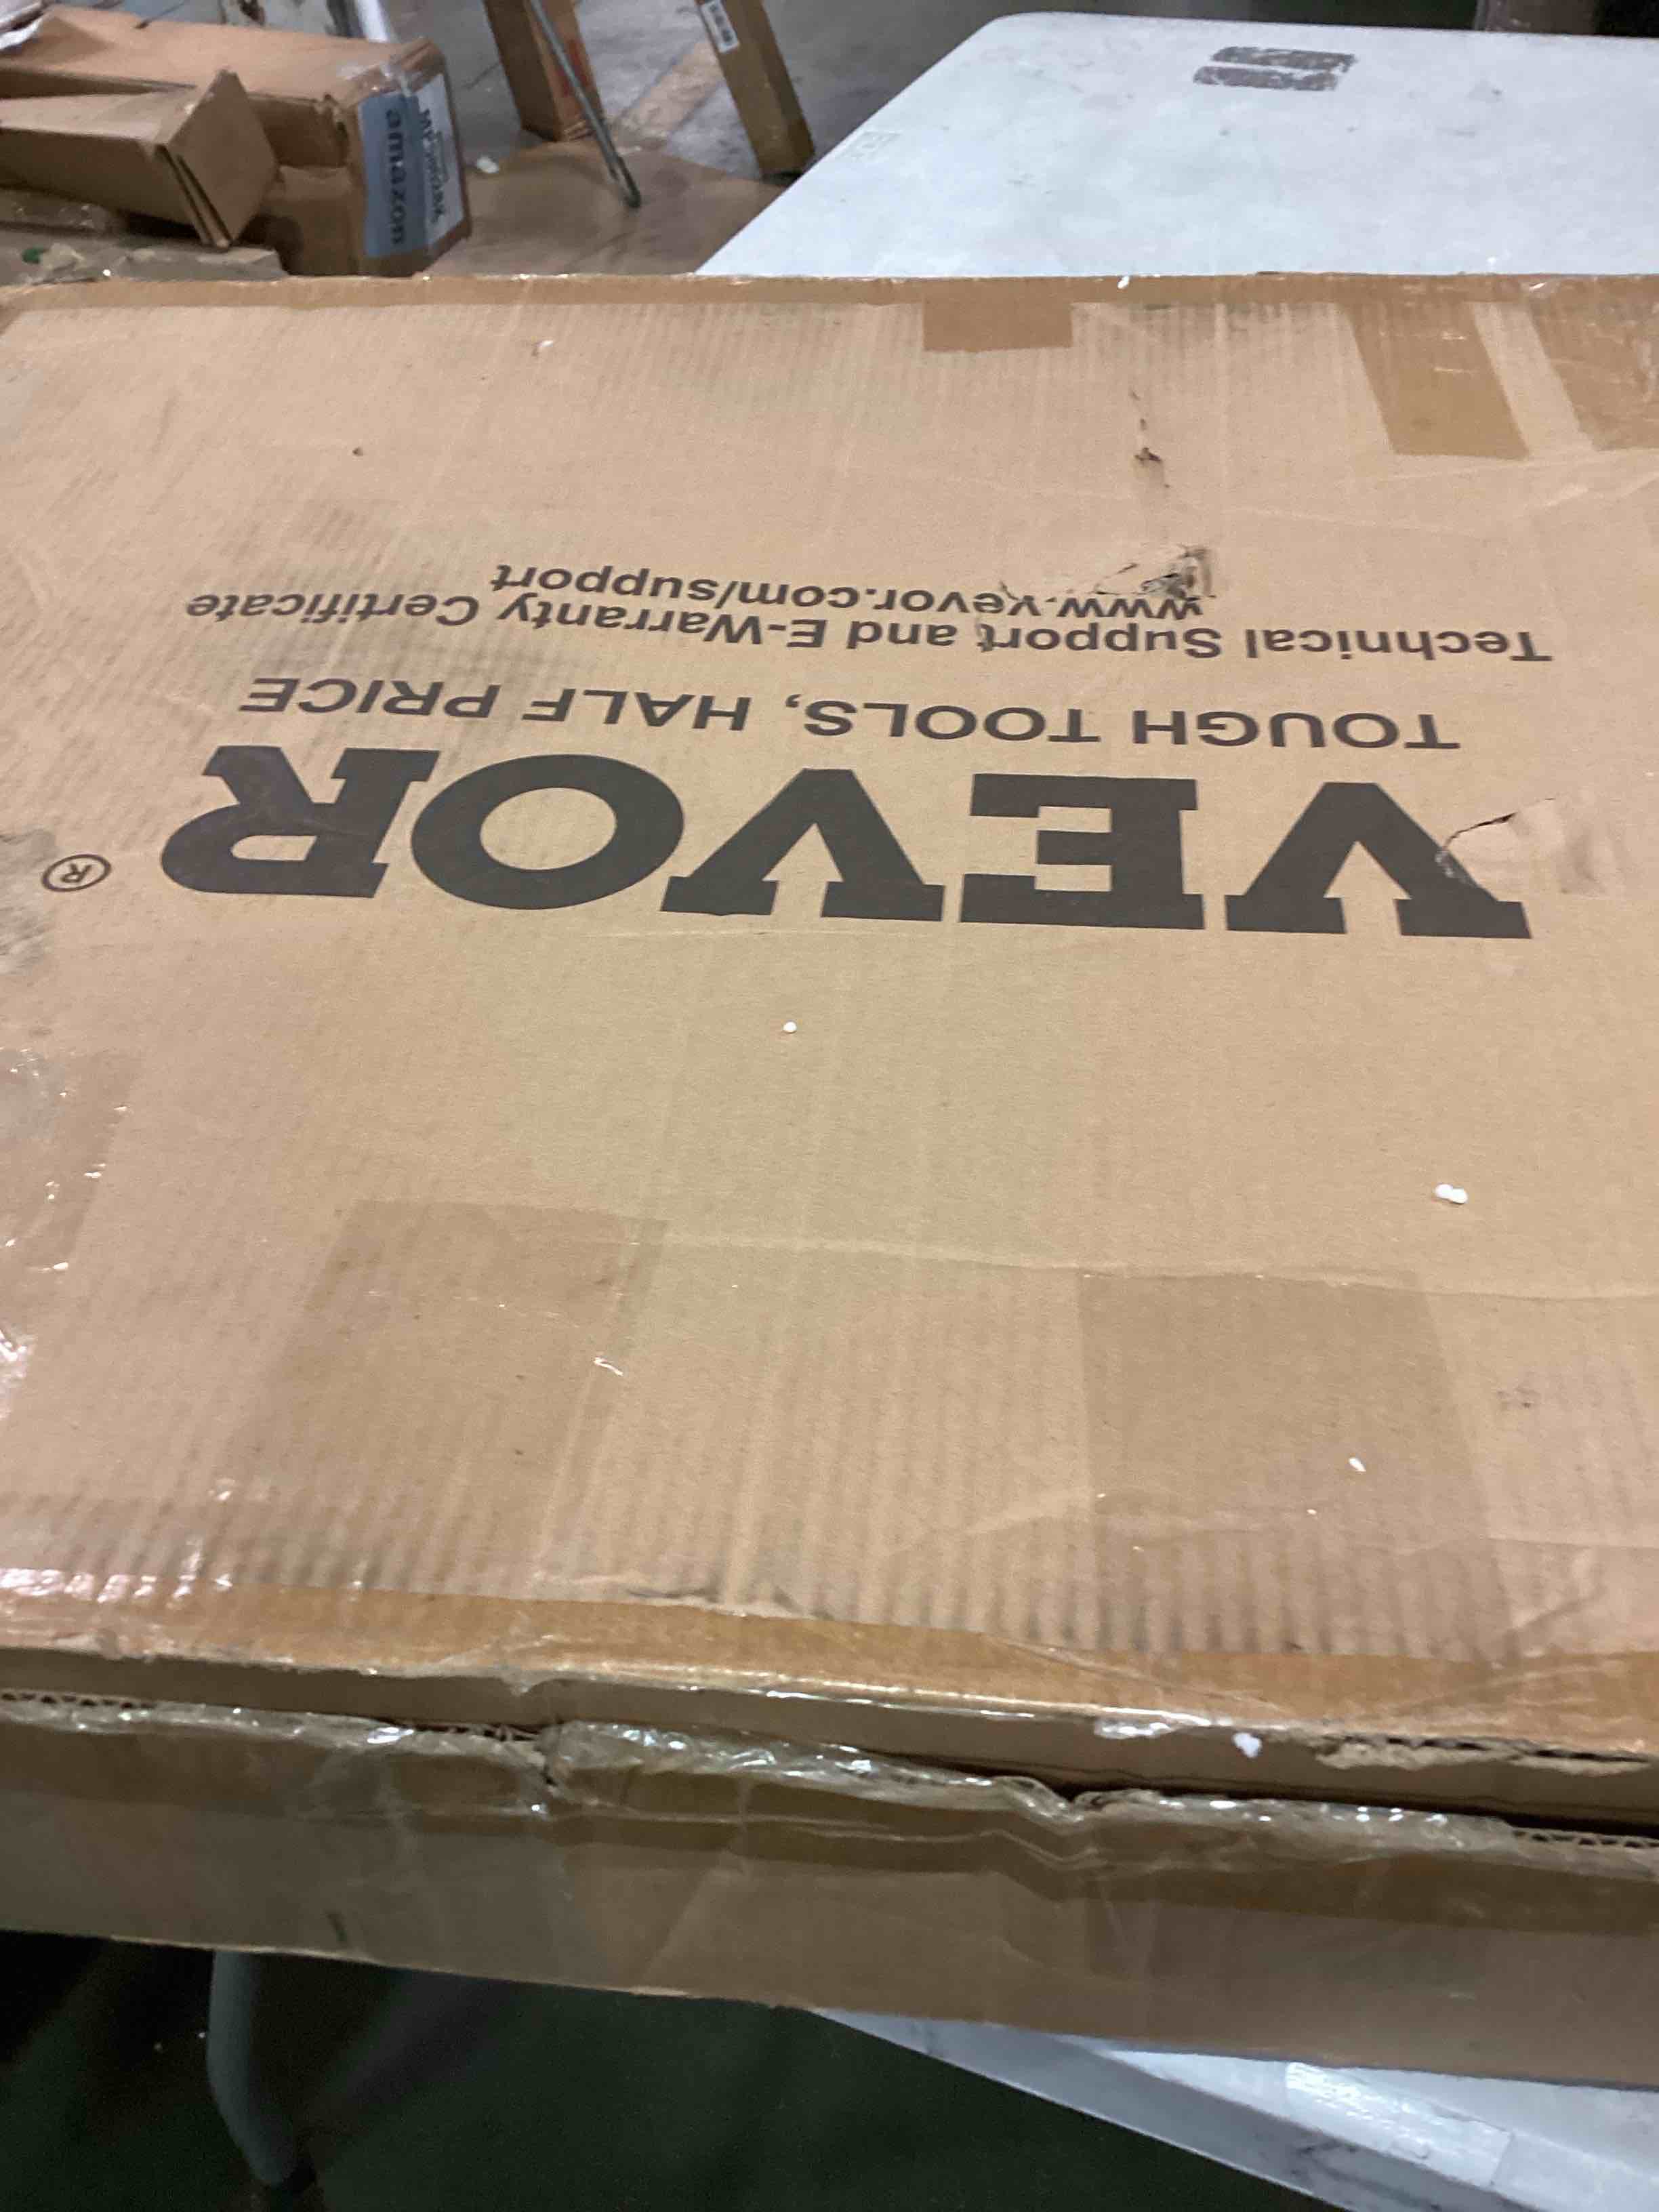 VEVOR®
TOUGH TOOLS, HALF PRICE
Technical Support and E-Warranty Certificate
www.vevor.com/support
amazon